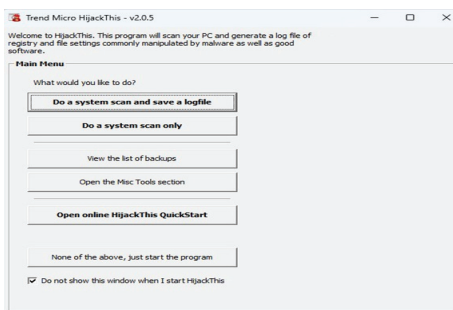 Trend Micro HijackThis - v2.0.5
Welcome to HijackThis. This program will scan your PC and generate a log file of
registry and file settings commonly manipulated by malware as well as good
software.
Main Menu
What would you like to do?
Do a system scan and save a logfile
Do a system scan only
View the list of backups
Open the Misc Tools section
Open online HijackThis QuickStart
None of the above, just start the program
Do not show this window when I start HijackThis